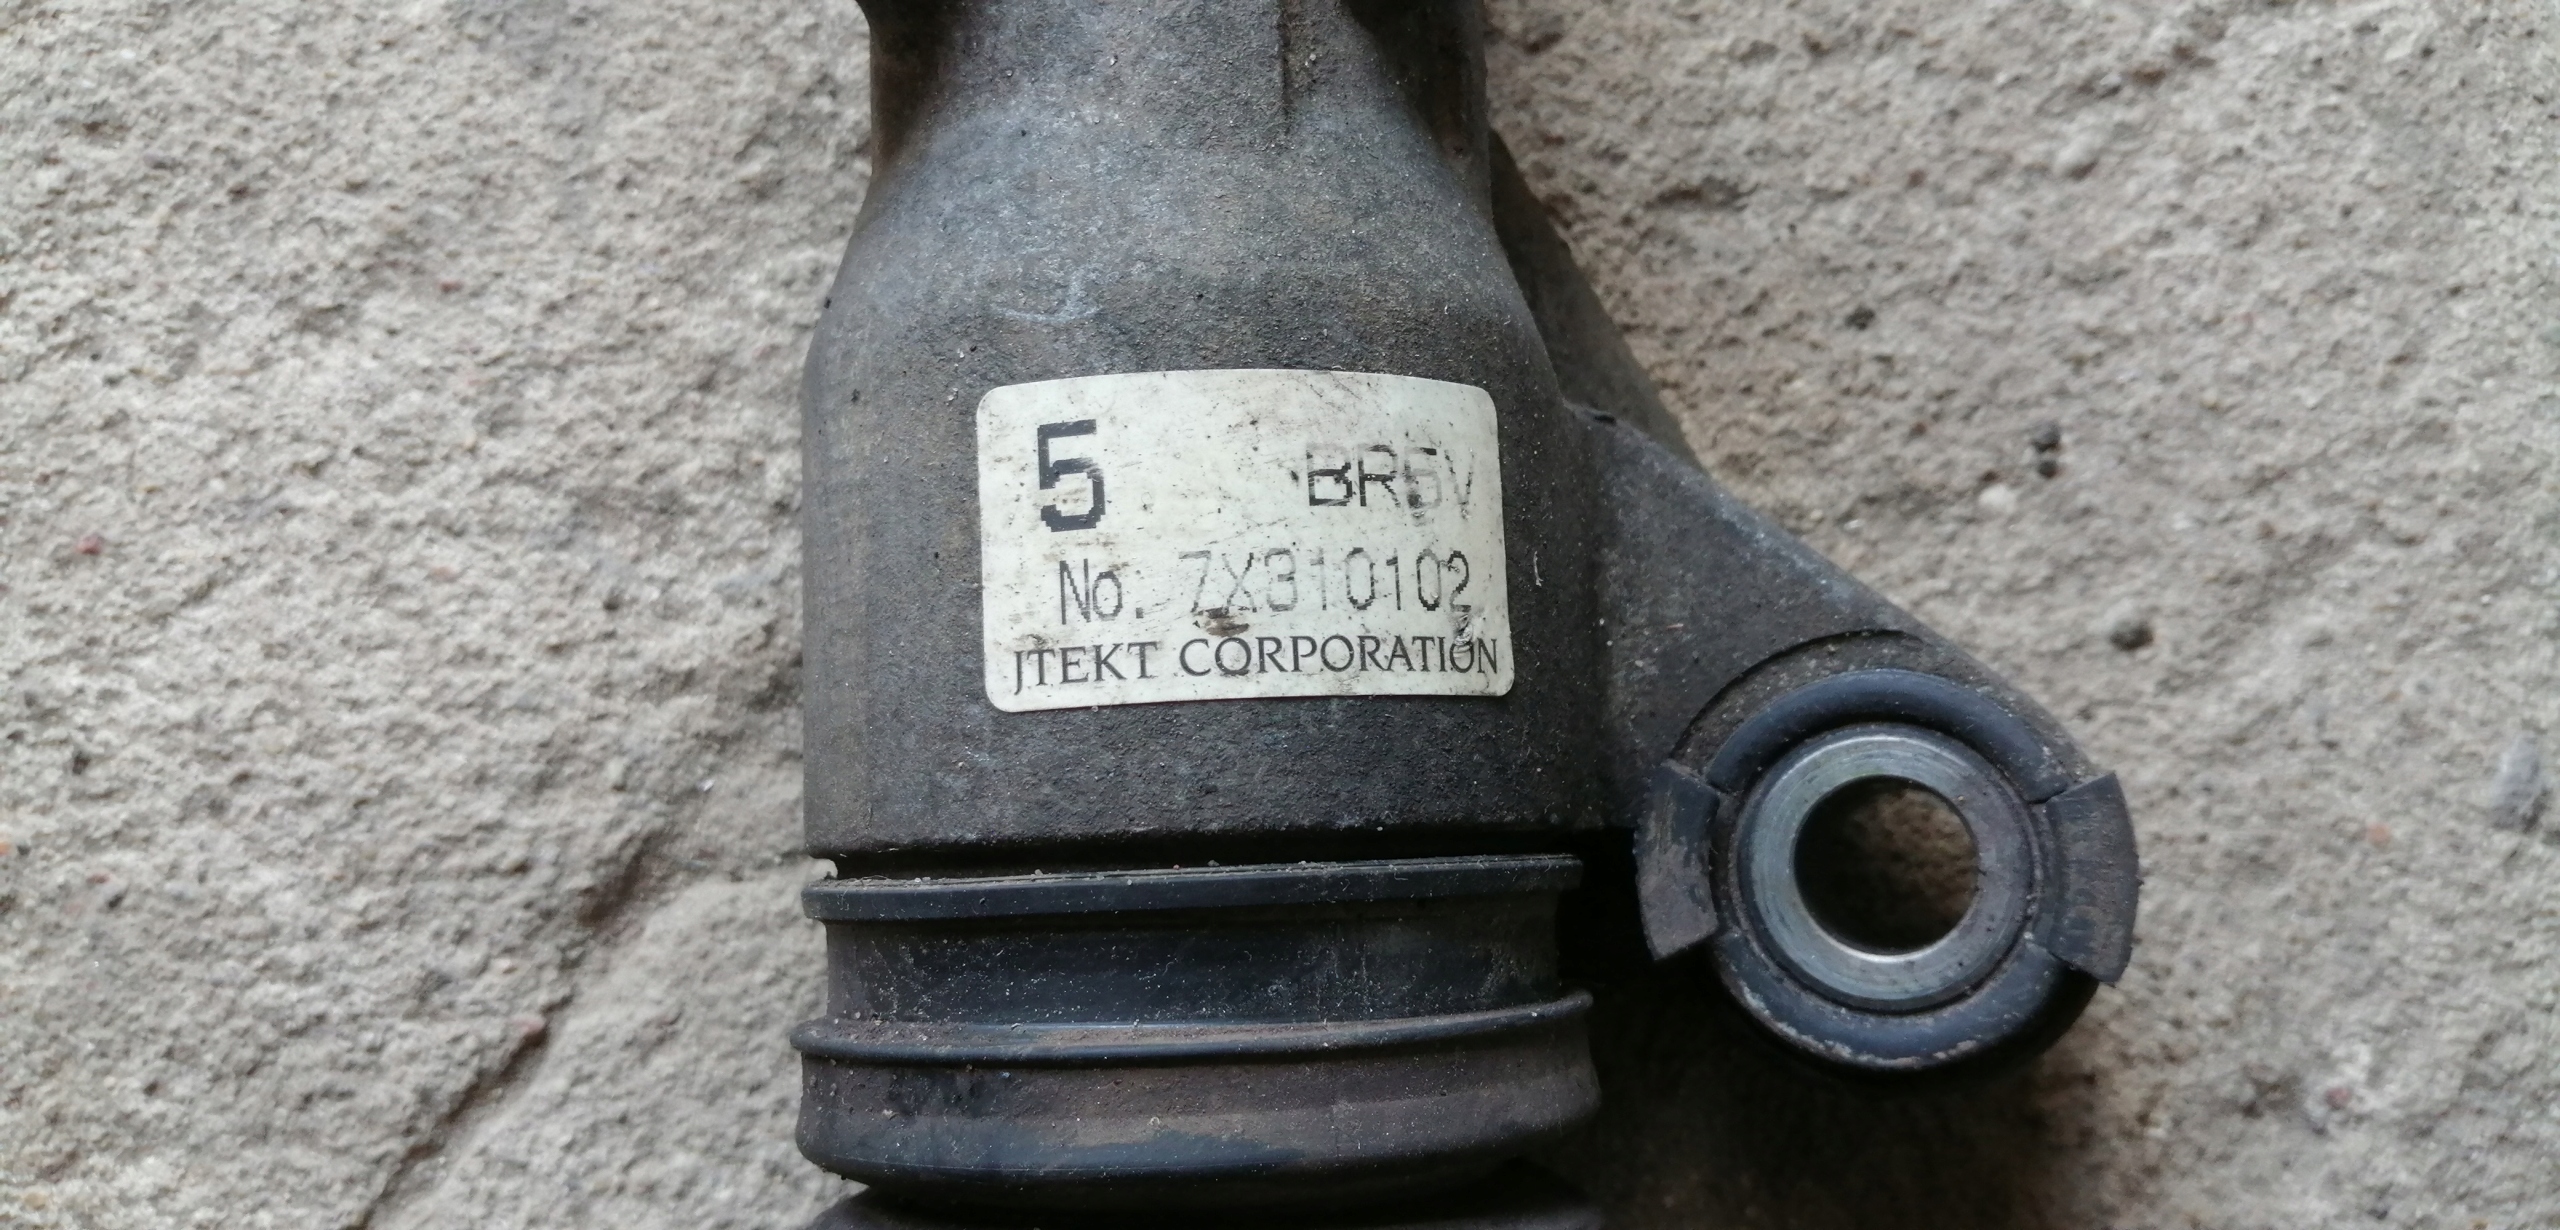 5 BR5V
No. 7X310102
JTEKT CORPORATION